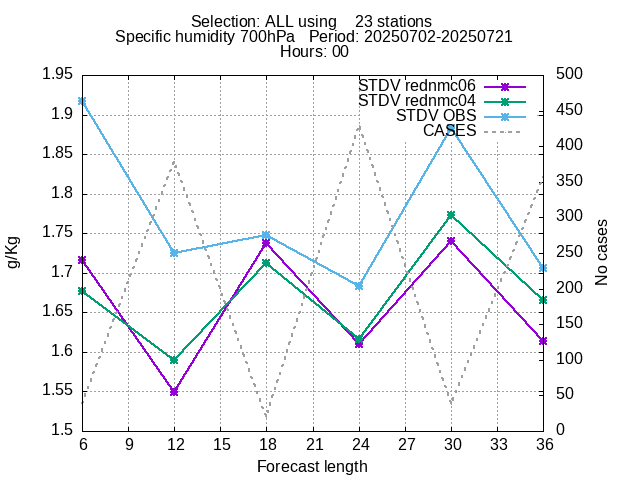 Selection: ALL using    23 stations
Specific humidity 700hPa   Period: 20250702-20250721
Hours: 00
STDV rednmc06
STDV rednmc04
STDV OBS
CASES
1.95
1.9
1.85
1.8
1.75
1.7
1.65
1.6
1.55
1.5
g/Kg
500
450
400
350
300
250
200
150
100
50
0
No cases
6 9 12 15 18 21 24 27 30 33 36
Forecast length